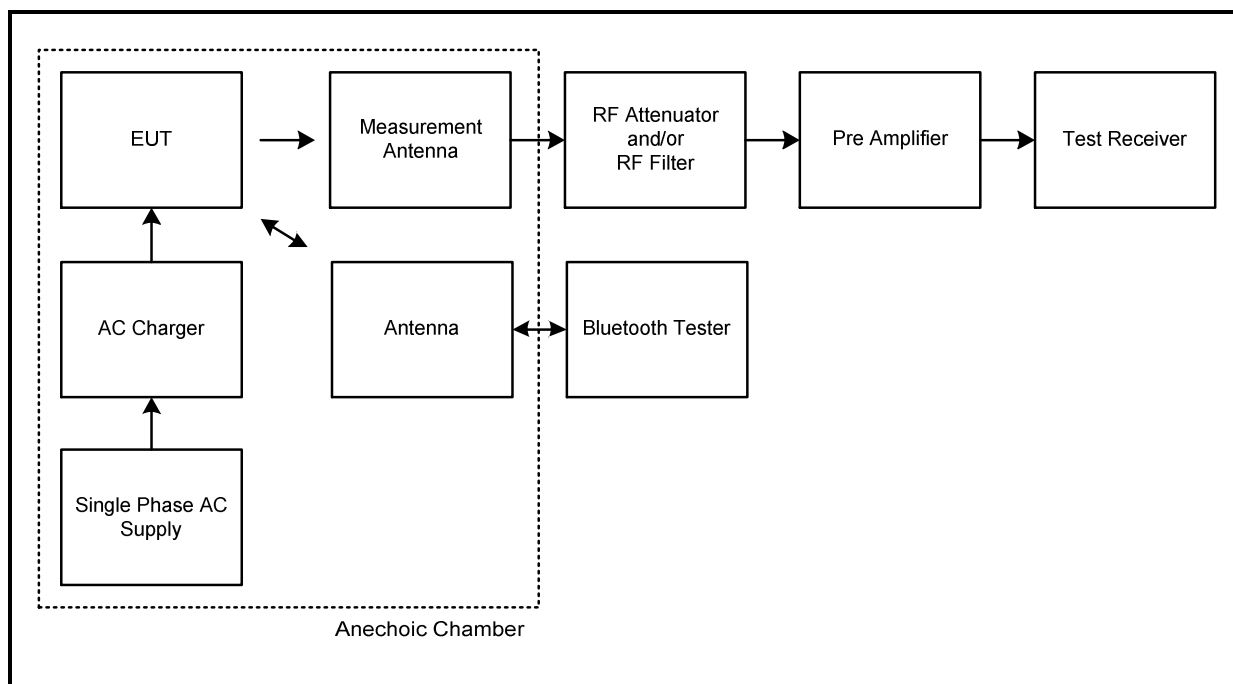 EUT
Measurement
Antenna
RF Attenuator
and/or
RF Filter
Pre Amplifier
Test Receiver
AC Charger
Antenna
Bluetooth Tester
Single Phase AC
Supply
Anechoic Chamber